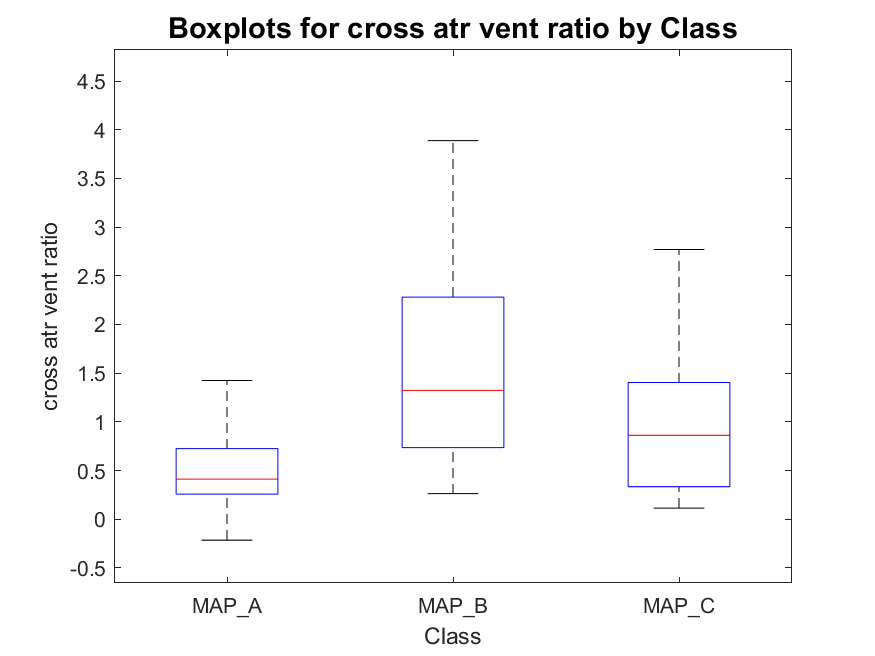 Boxplots for cross atr vent ratio by Class
4.5
4
3.5
3
2.5
2
1.5
1
0.5
0
-0.5
cross atr vent ratio
MAP_A MAP_B MAP_C
Class